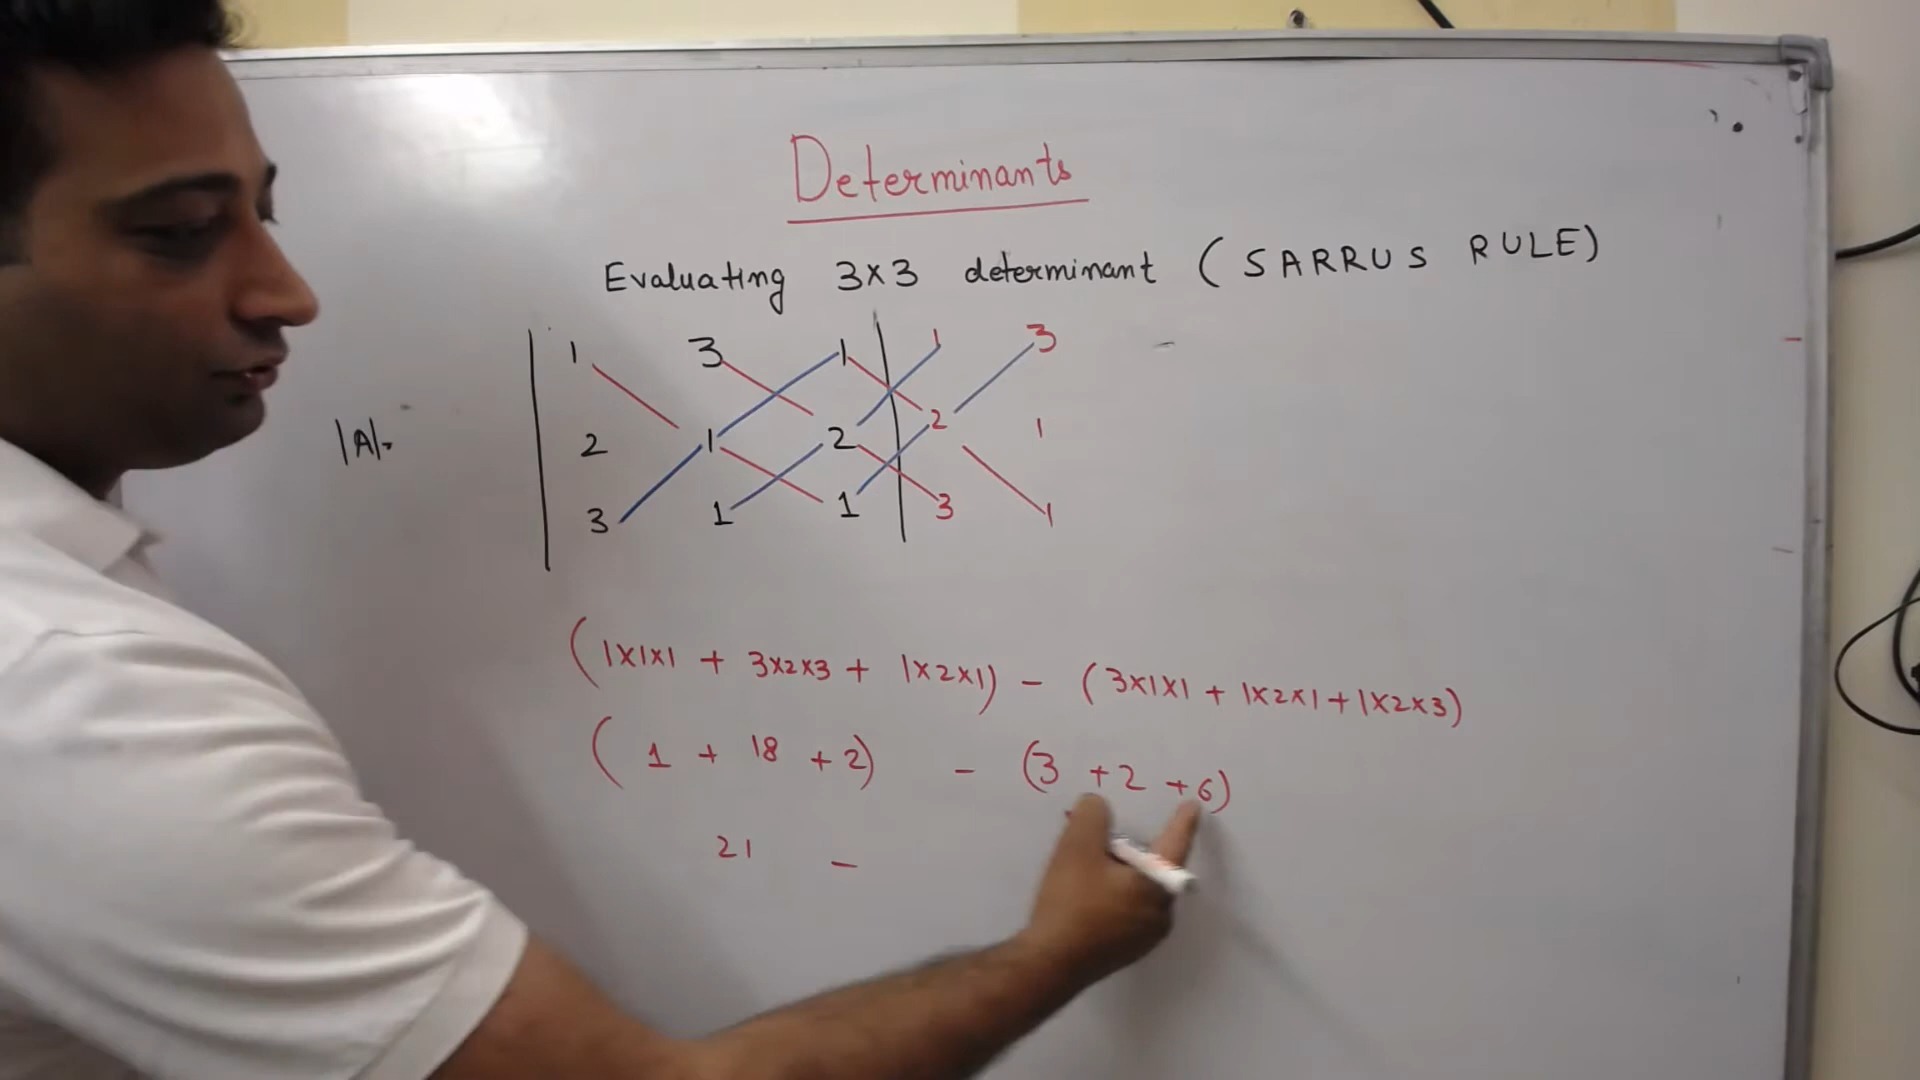 Determinants
Evaluating 3x3 determinant (SARRUS RULE)
1 3 1 1 3
|A|= 2 1 2 2 1
3 1 1 3 1
(1x1x1 + 3x2x3 + 1x2x1) - (3x1x1 + 1x2x1+1x2x3)
(1 + 18 +2) - (3 +2 +6)
21 -